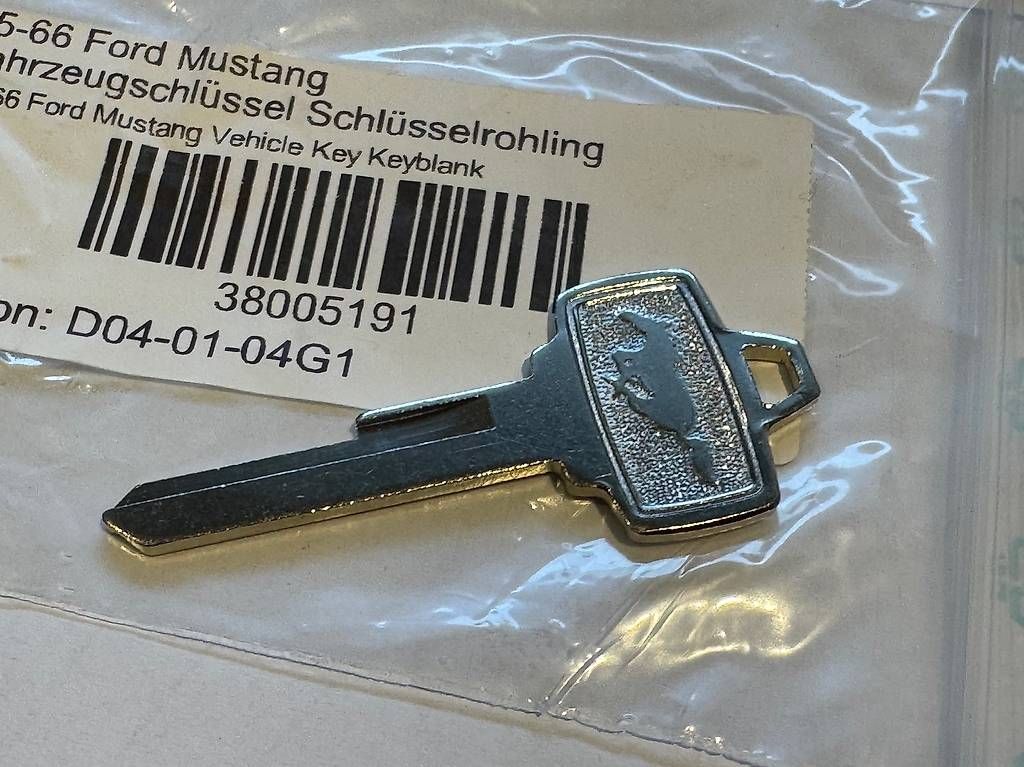 5-66 Ford Mustang
ahrzeugschlüssel Schlüsselrohling
66 Ford Mustang Vehicle Key Keyblank
38005191
on: D04-01-04G1